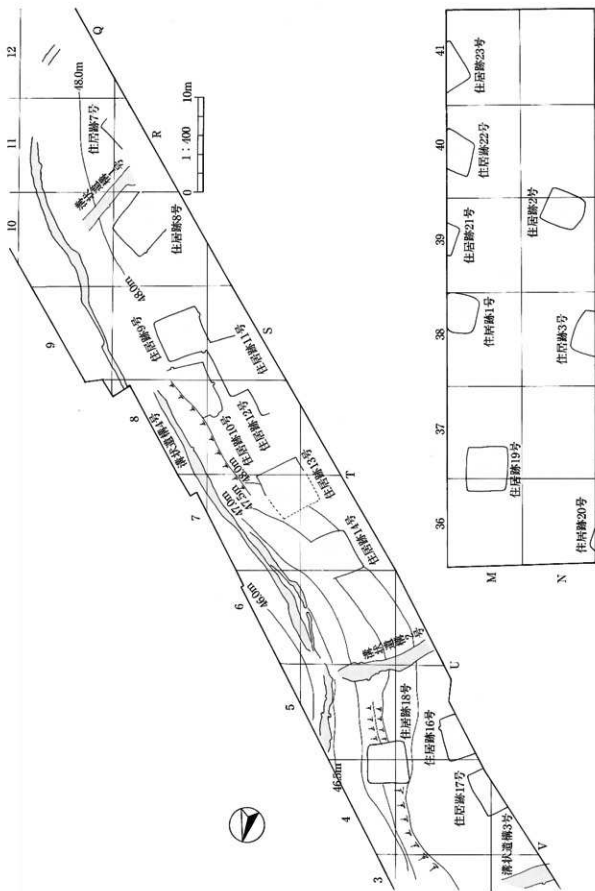 12
11
10
9
8
7
6
5
4
3
Q
R
S
T
U
V
48.0m
住居跡7号
溝状遺構1号
住居跡8号
48.0m
0
1：400
10m
住居跡9号
住居跡11号
住居跡10号
住居跡12号
溝状遺構4号
48.0m
47.5m
47.0m
住居跡13号
住居跡14号
46.0m
溝状遺構2号
46.5m
住居跡18号
住居跡16号
住居跡17号
溝状遺構3号
41
40
39
38
37
36
M
N
住居跡23号
住居跡22号
住居跡21号
住居跡2号
住居跡1号
住居跡3号
住居跡19号
住居跡20号